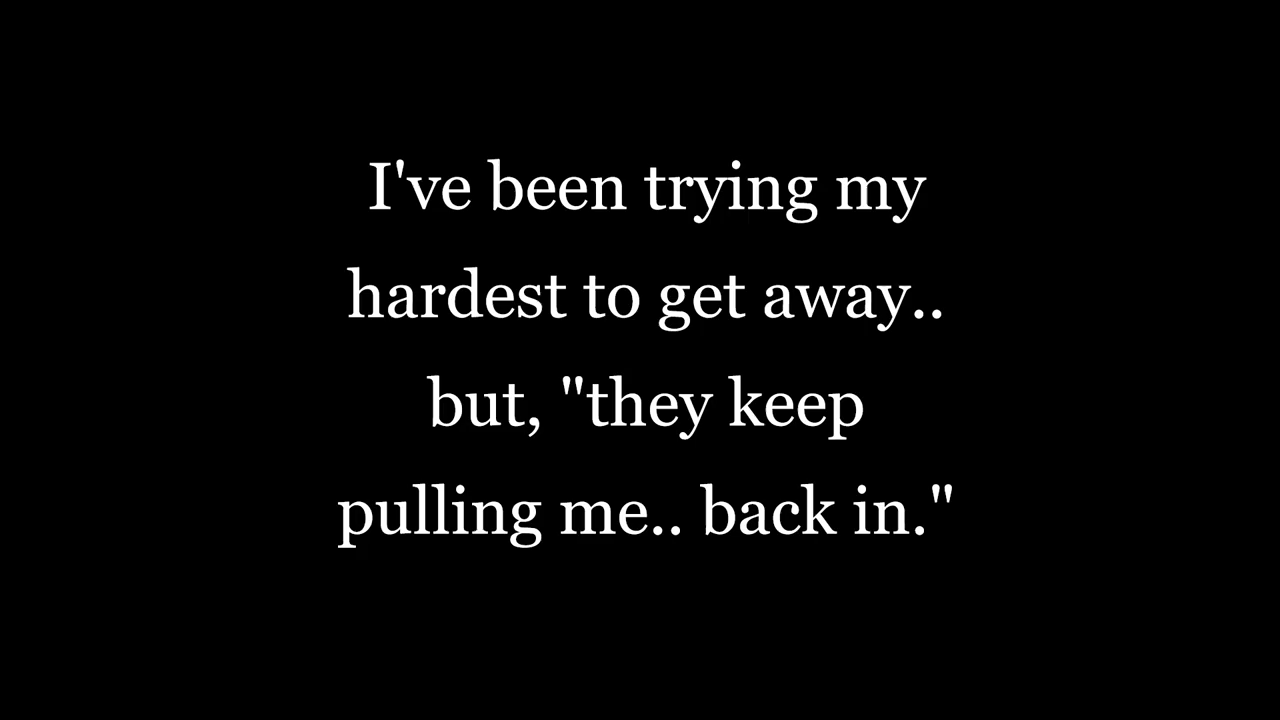 I've been trying my
hardest to get away..
but, "they keep
pulling me.. back in."